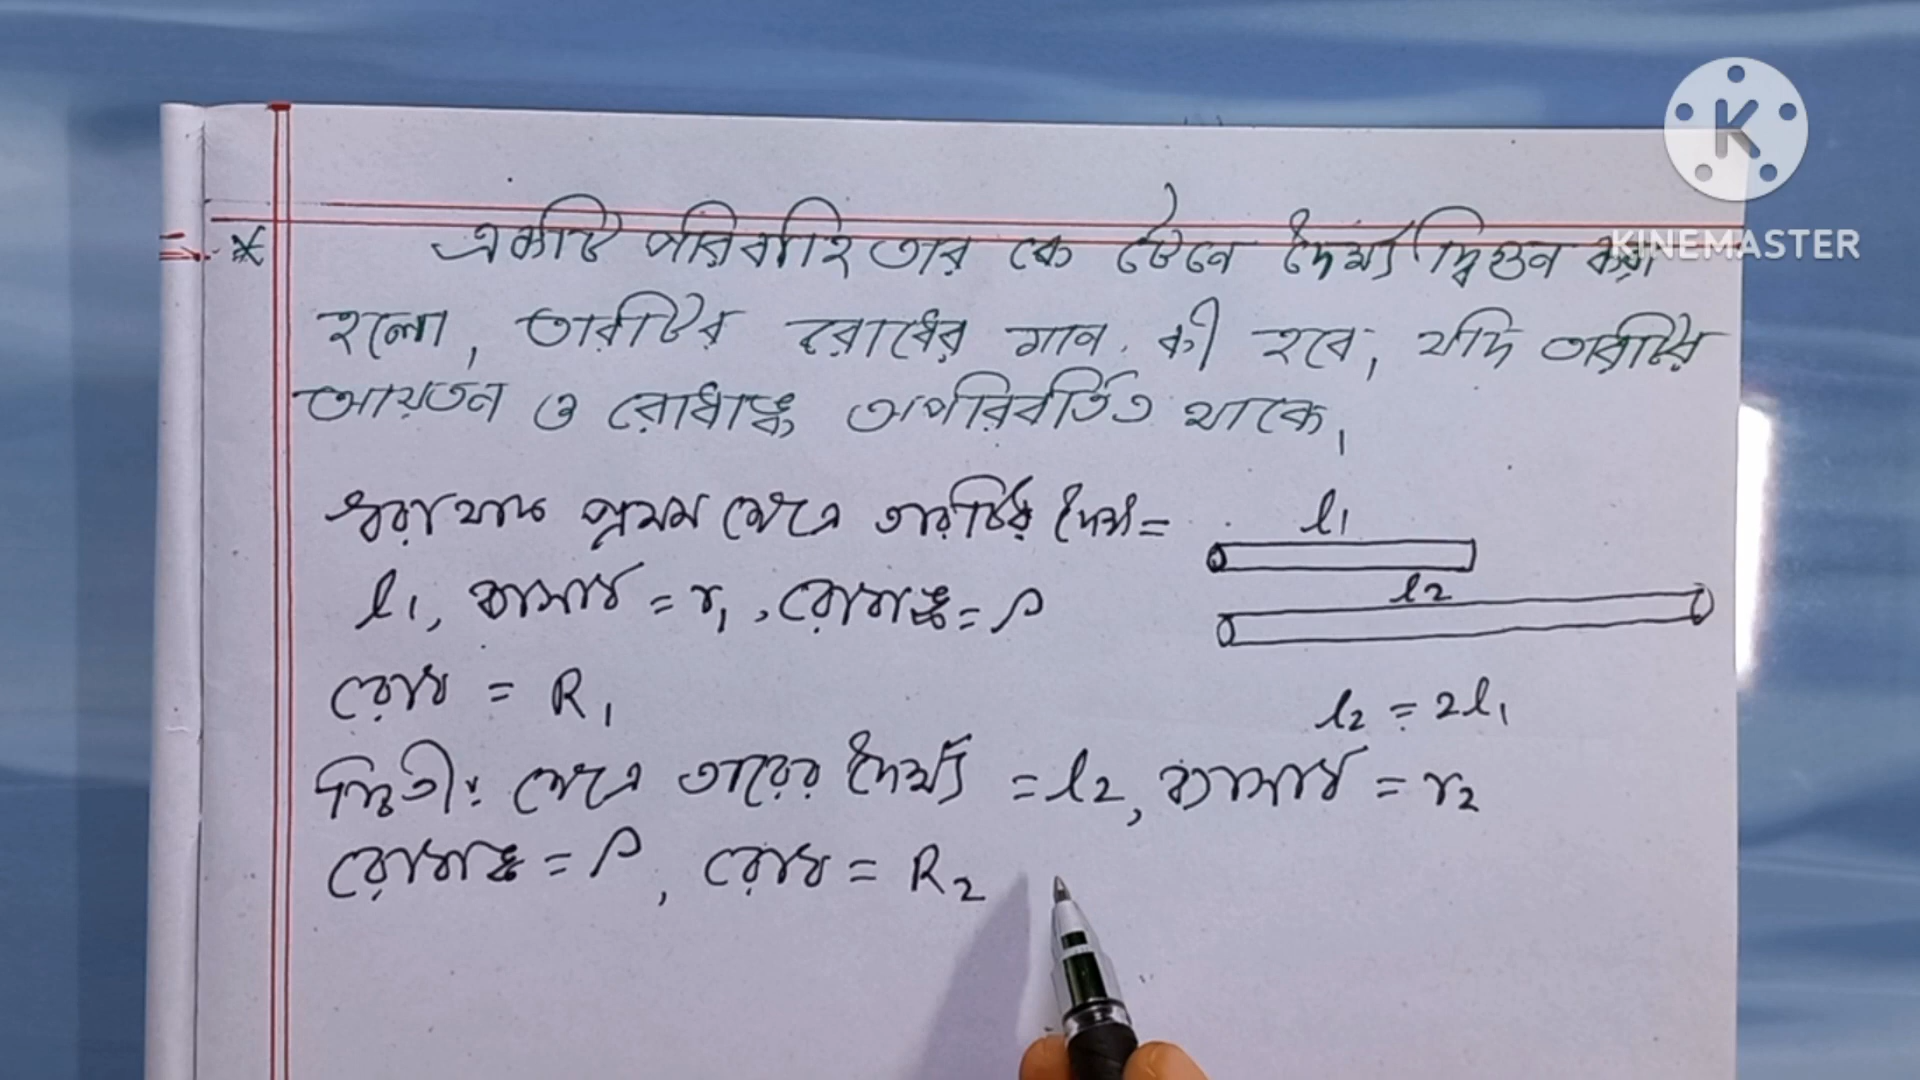 KINEMASTER
* একটি পরিবাহি তার কে টেনে দৈর্ঘ্য দ্বিগুন করা
হলো, তারটির রোধের মান কী হবে, যদি তারটির
আয়তন ও রোধাঙ্ক অপরিবর্তিত থাকে,
ধরা যাক প্রথম ক্ষেত্রে তারটির দৈর্ঘ্য =
l₁, ব্যাসার্ধ = r₁, রোধাঙ্ক = ρ
রোধ = R₁
l₁
l₂
l₂ = 2l₁
দ্বিতীয় ক্ষেত্রে তারের দৈর্ঘ্য = l₂, ব্যাসার্ধ = r₂
রোধাঙ্ক = ρ, রোধ = R₂